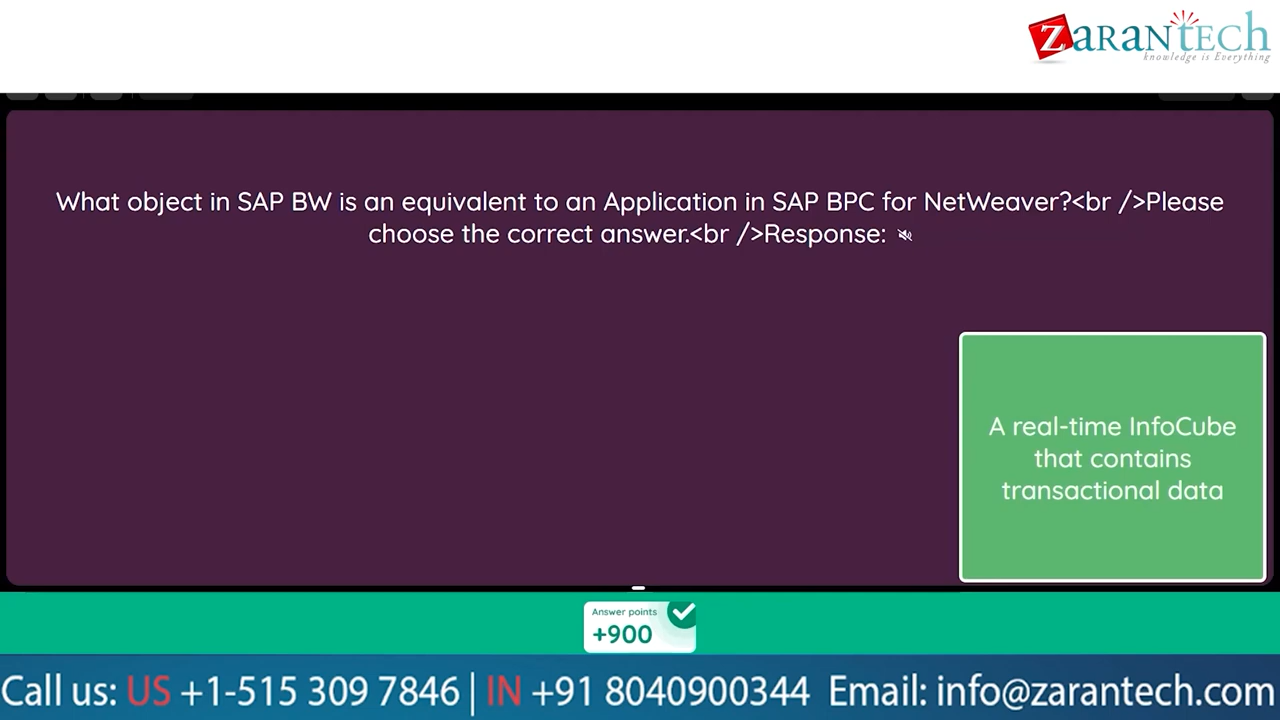 ZARANTECH
knowledge is Everything
What object in SAP BW is an equivalent to an Application in SAP BPC for NetWeaver?<br />Please
choose the correct answer.<br />Response:
A real-time InfoCube
that contains
transactional data
Answer points
+900
Call us: US +1-515 309 7846 | IN +91 8040900344 Email: info@zarantech.com